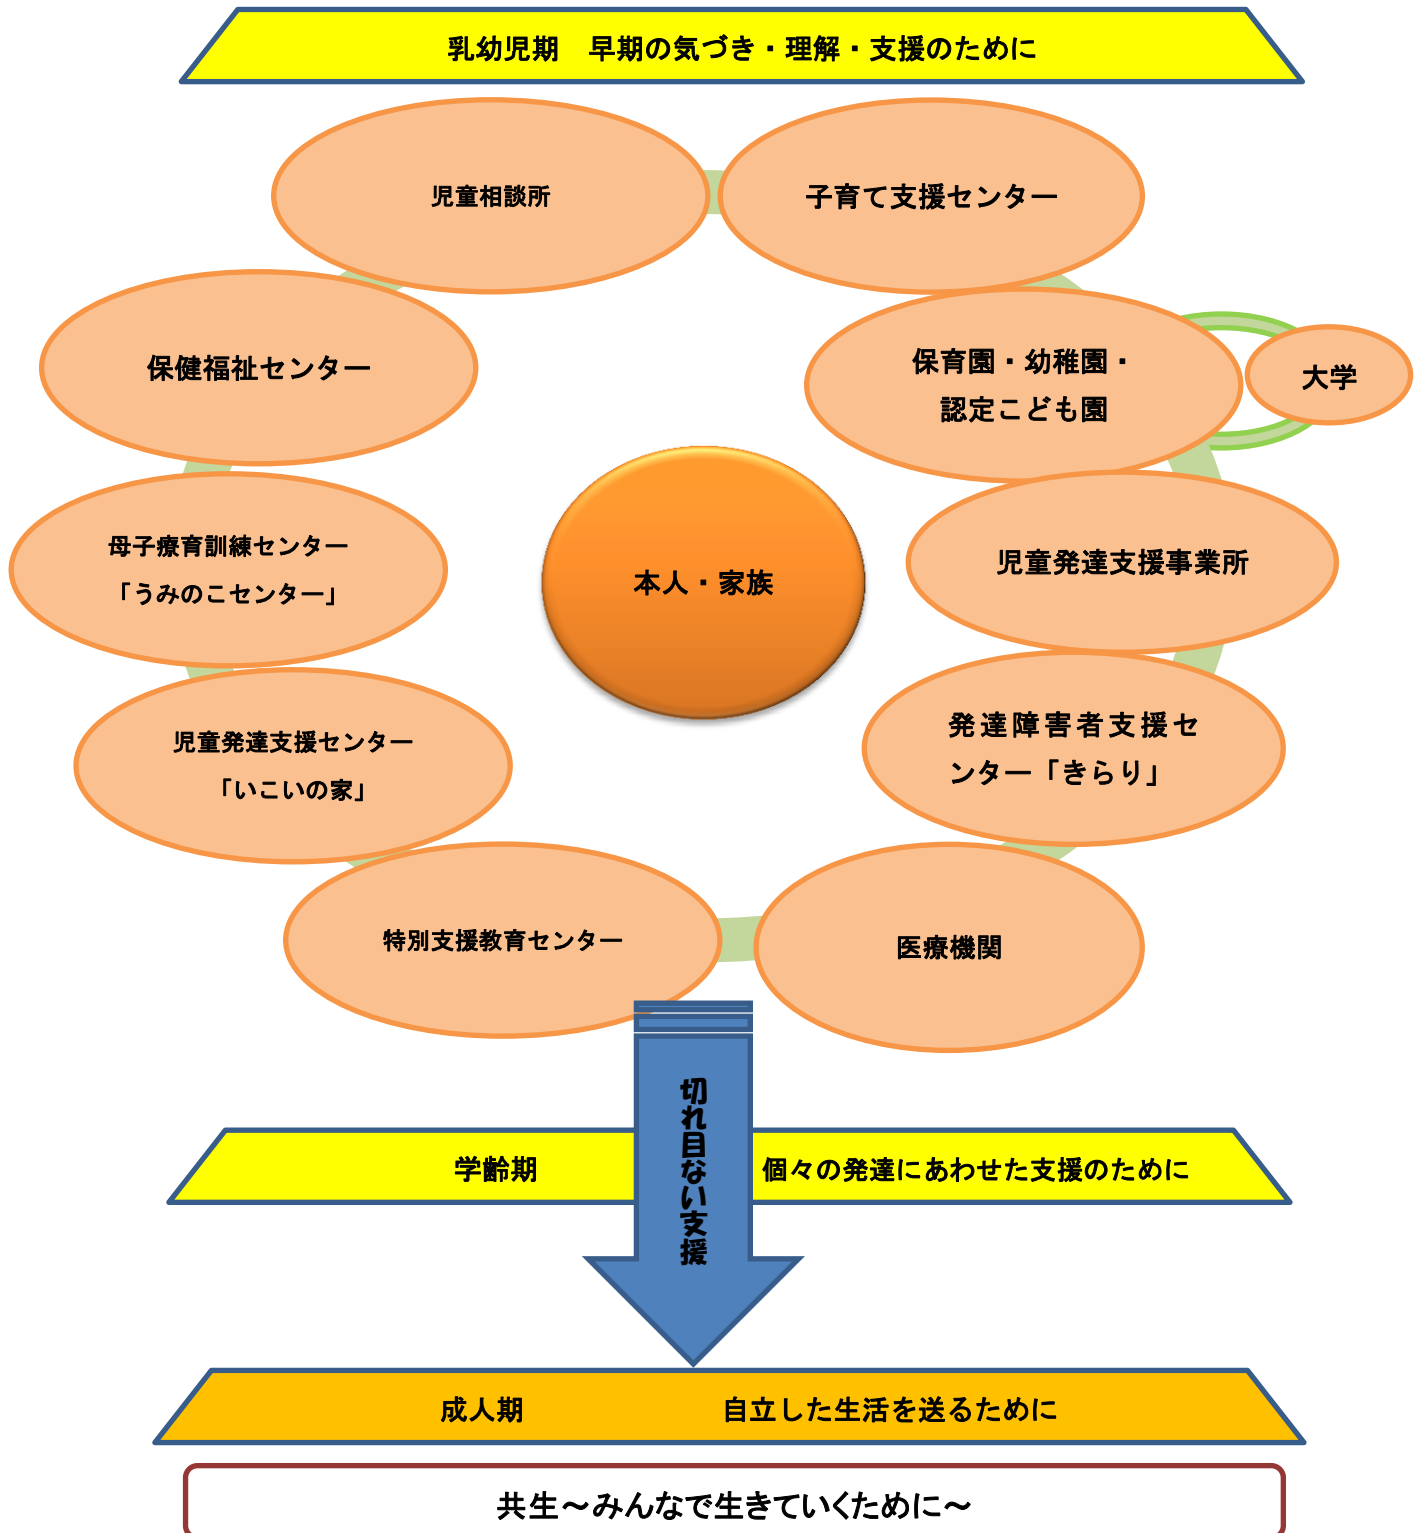 乳幼児期　早期の気づき・理解・支援のために
児童相談所
子育て支援センター
保健福祉センター
保育園・幼稚園・
認定こども園
大学
母子療育訓練センター
「うみのこセンター」
本人・家族
児童発達支援事業所
児童発達支援センター
「いこいの家」
発達障害者支援セ
ンター「きらり」
特別支援教育センター
医療機関
切れ目ない支援
学齢期　個々の発達にあわせた支援のために
成人期　自立した生活を送るために
共生～みんなで生きていくために～